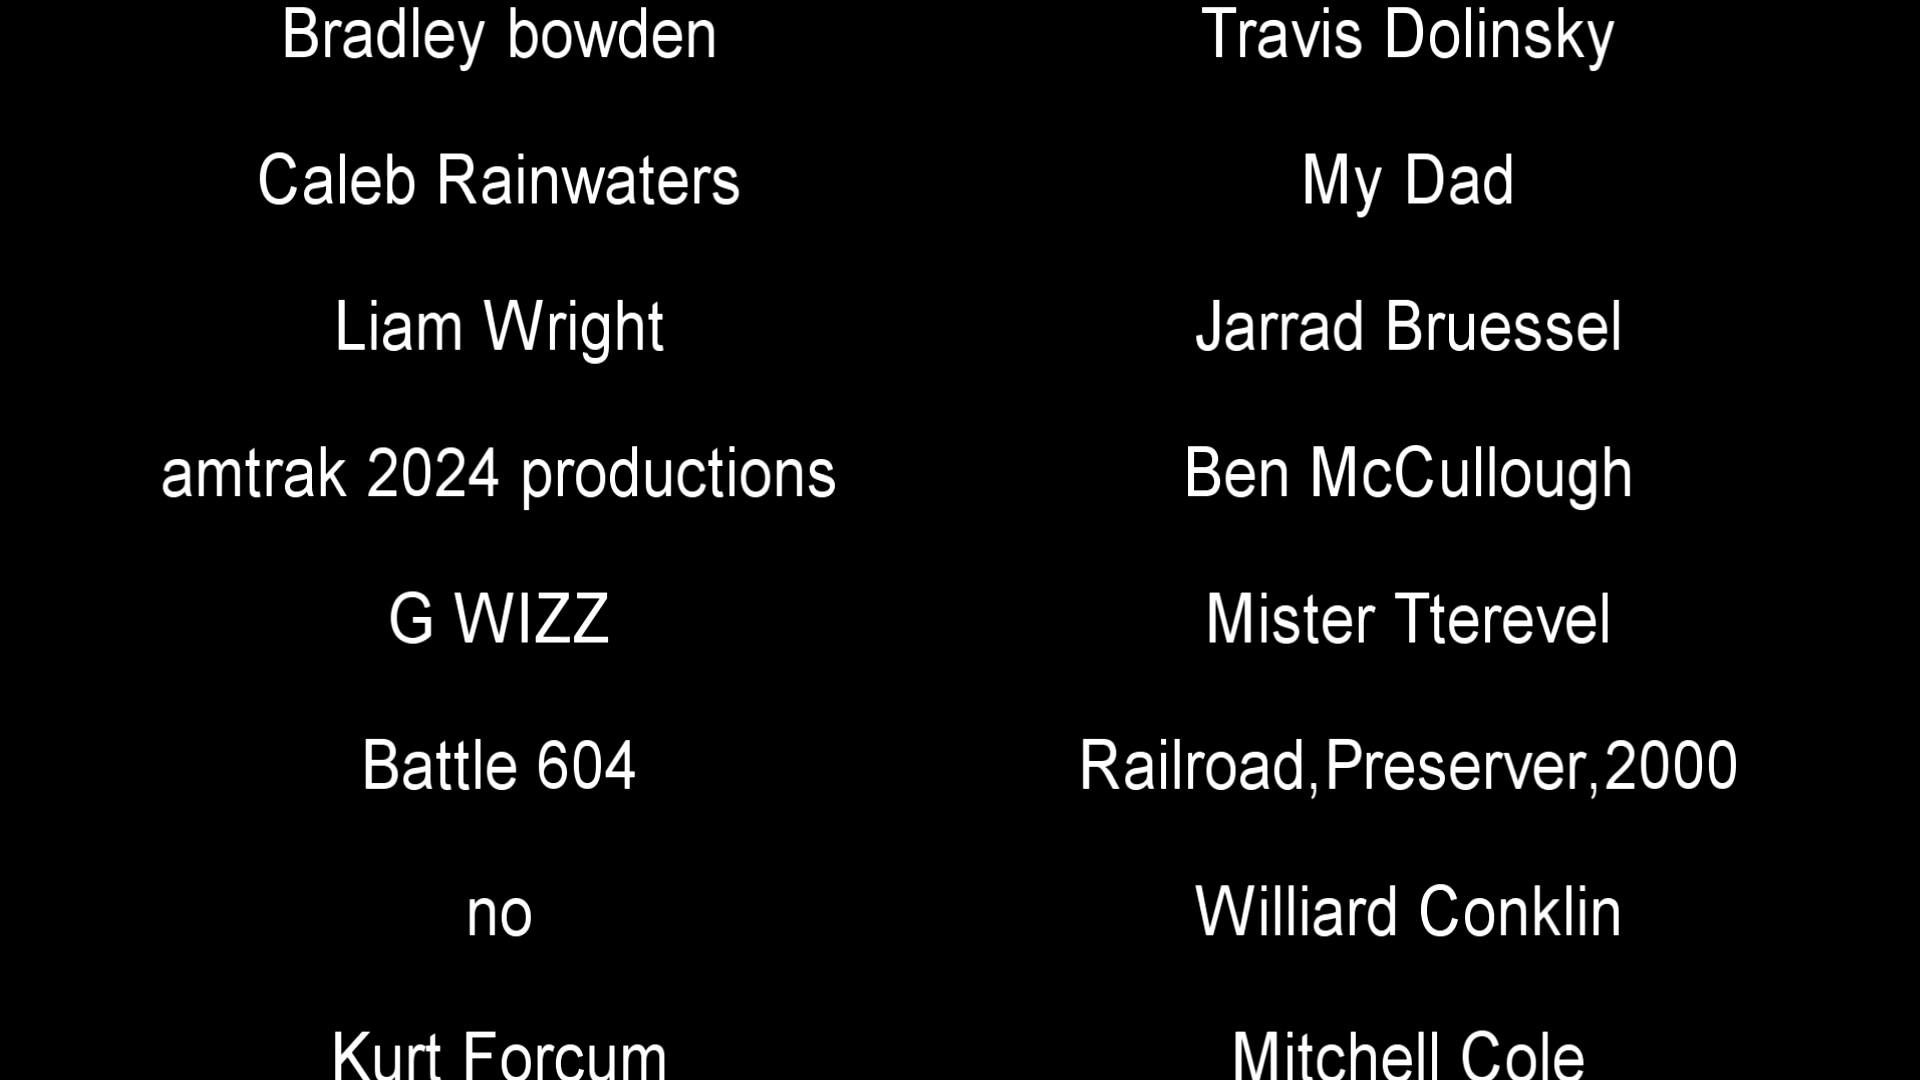 Bradley bowden
Travis Dolinsky
Caleb Rainwaters
My Dad
Liam Wright
Jarrad Bruessel
amtrak 2024 productions
Ben McCullough
G WIZZ
Mister Tterevel
Battle 604
Railroad,Preserver,2000
no
Williard Conklin
Kurt Forcum
Mitchell Cole